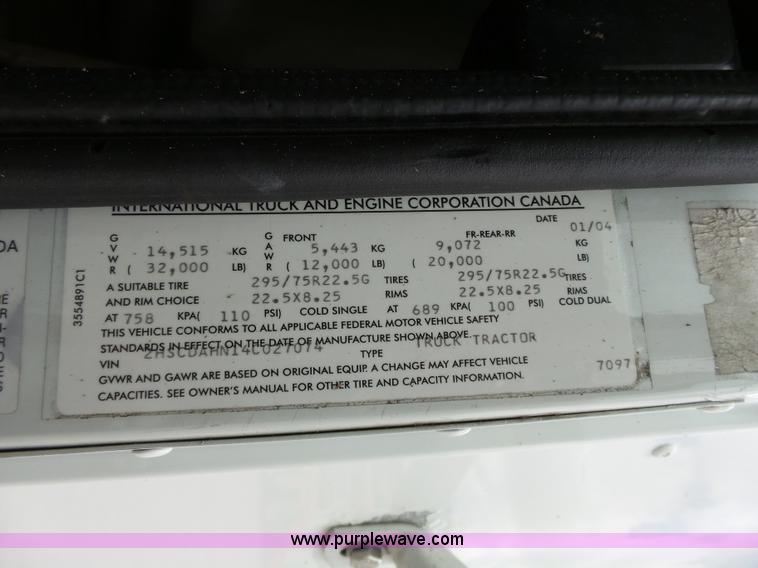 INTERNATIONAL TRUCK AND ENGINE CORPORATION CANADA
DATE 01/04
GVWR 14,515 KG ( 32,000 LB)
GAWR FRONT 5,443 KG ( 12,000 LB)
FR-REAR-RR 9,072 KG ( 20,000 LB)
A SUITABLE TIRE 295/75R22.5G TIRES 295/75R22.5G TIRES
AND RIM CHOICE 22.5X8.25 RIMS 22.5X8.25 RIMS
AT 758 KPA( 110 PSI) COLD SINGLE AT 689 KPA( 100 PSI) COLD DUAL
THIS VEHICLE CONFORMS TO ALL APPLICABLE FEDERAL MOTOR VEHICLE SAFETY
STANDARDS IN EFFECT ON THE DATE OF MANUFACTURE SHOWN ABOVE.
VIN 2HSCDAHN14C027074 TYPE TRUCK TRACTOR
GVWR AND GAWR ARE BASED ON ORIGINAL EQUIP. A CHANGE MAY AFFECT VEHICLE 7097
CAPACITIES. SEE OWNER'S MANUAL FOR OTHER TIRE AND CAPACITY INFORMATION.
3554891C1
www.purplewave.com